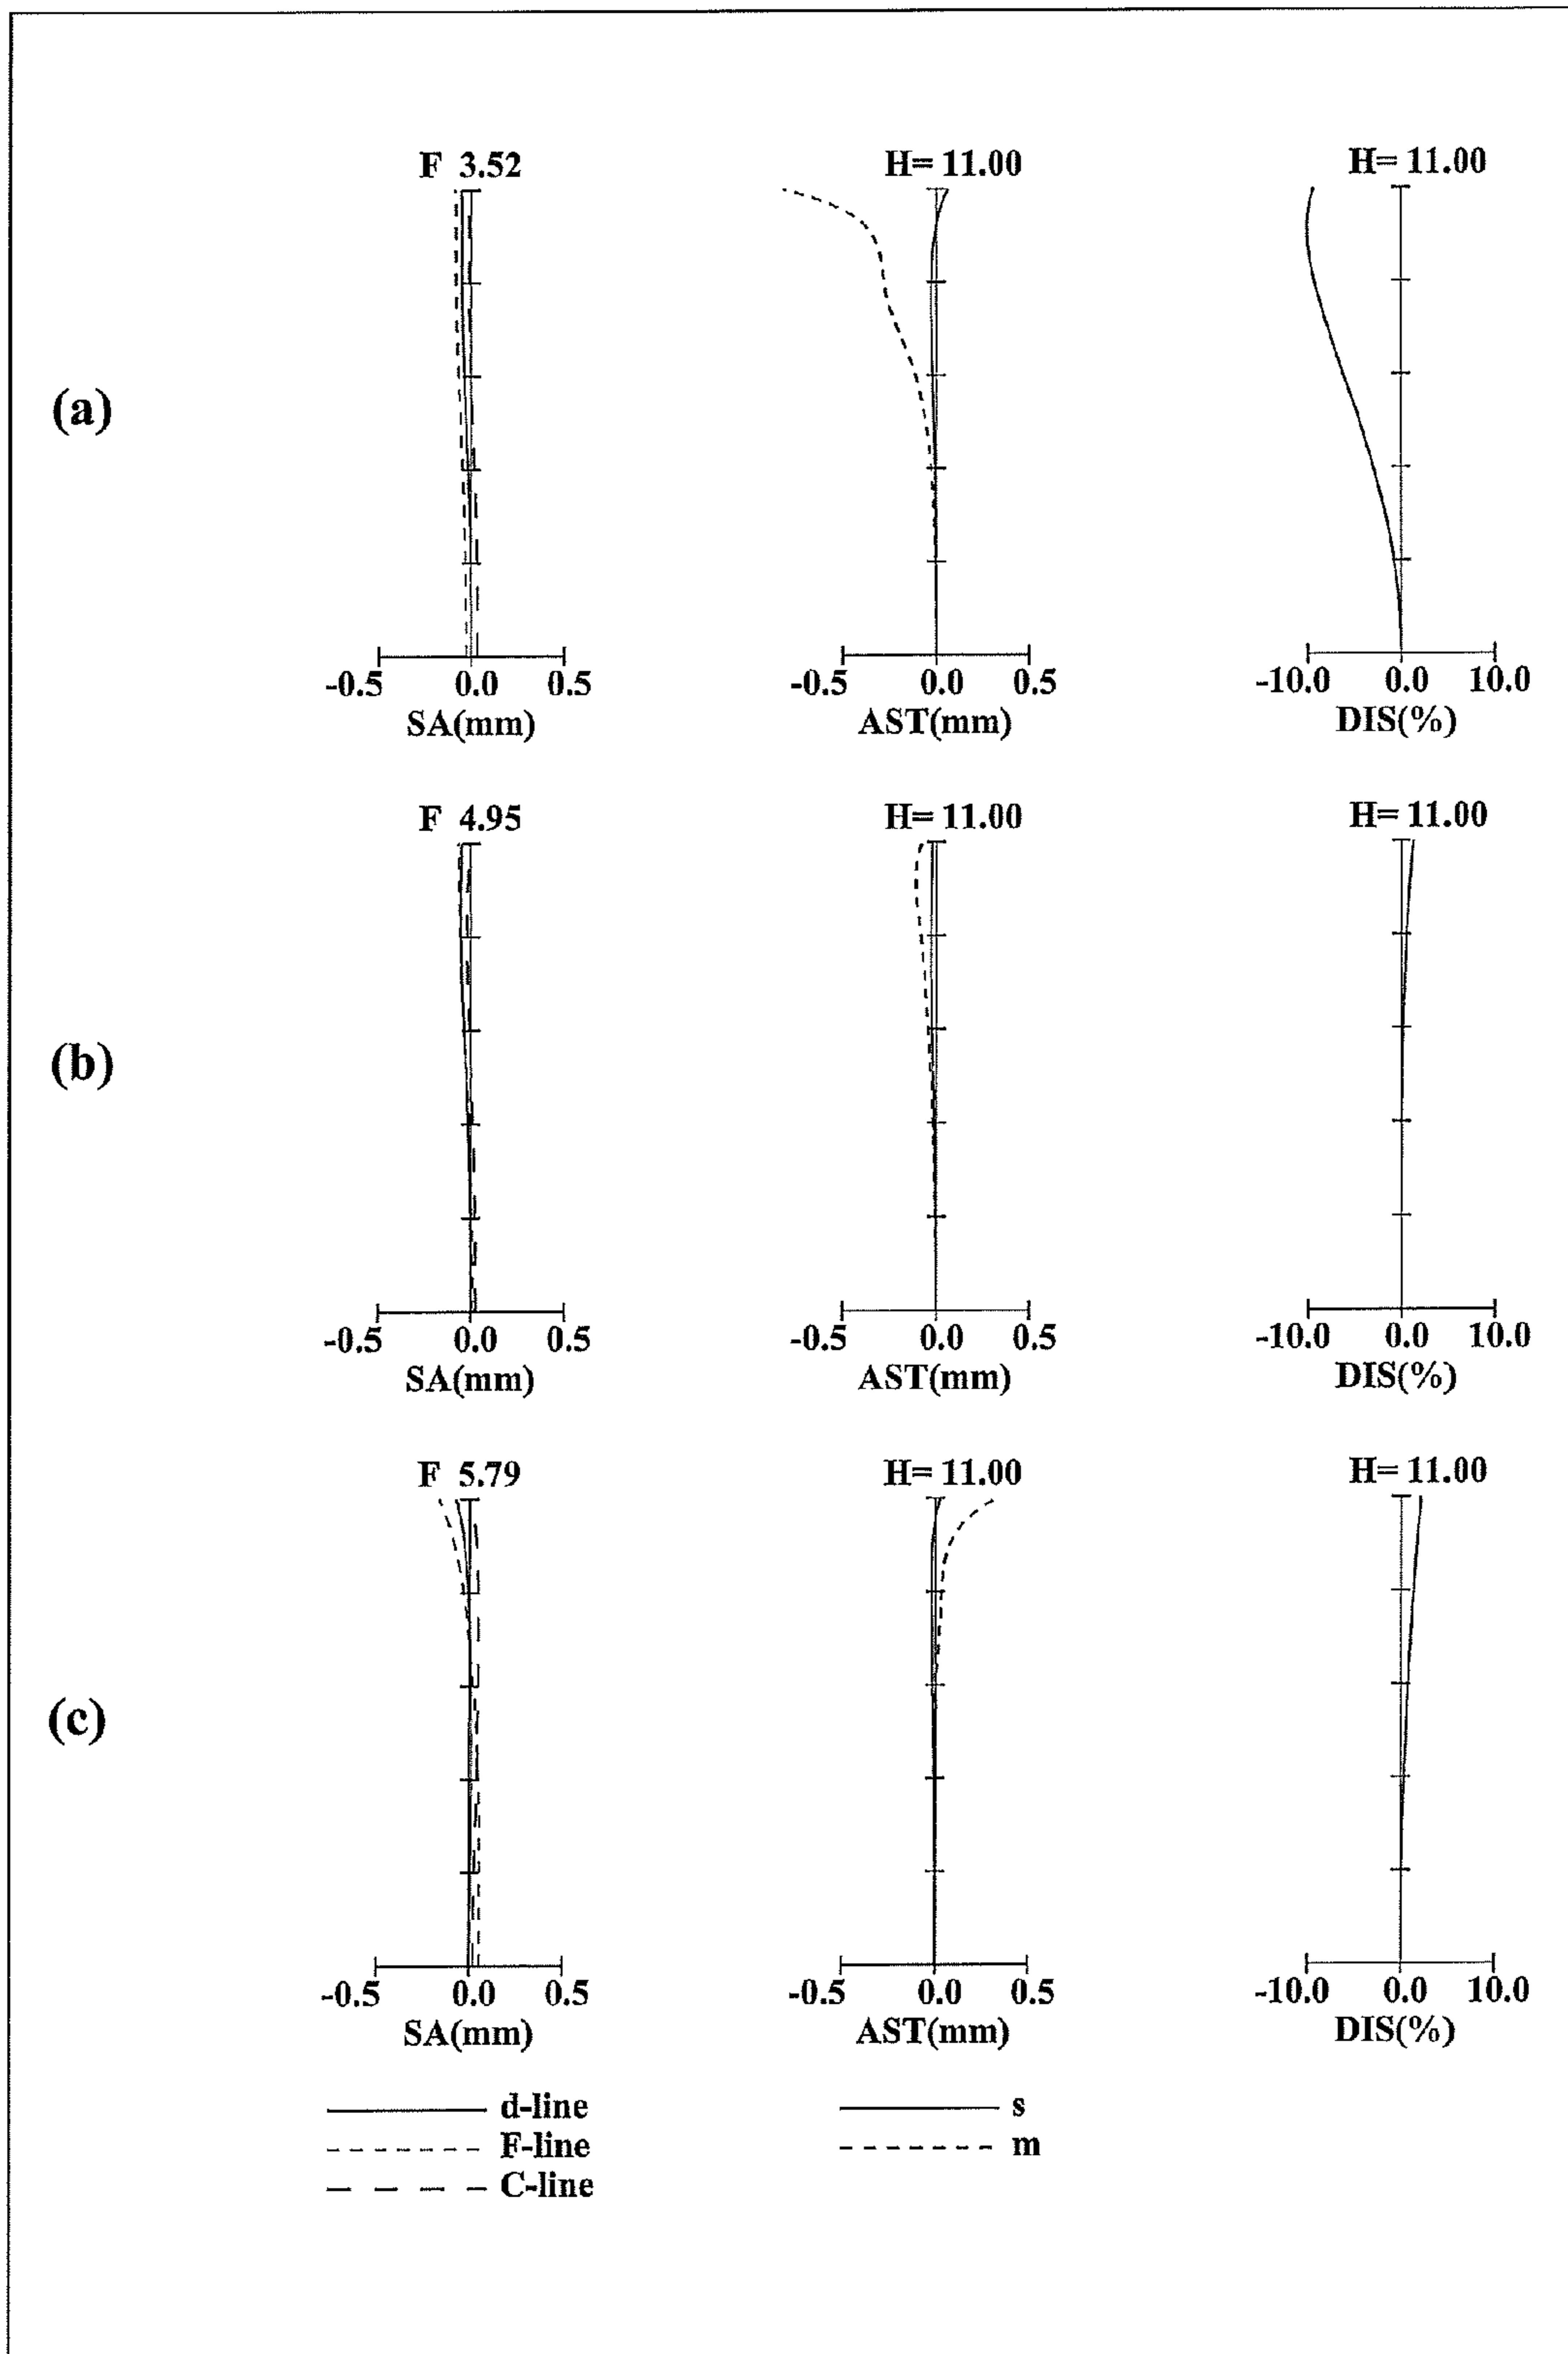 F 3.52 H= 11.00 H= 11.00
(a)
-0.5 0.0 0.5 -0.5 0.0 0.5 -10.0 0.0 10.0
SA(mm) AST(mm) DIS(%)
F 4.95 H= 11.00 H= 11.00
(b)
-0.5 0.0 0.5 -0.5 0.0 0.5 -10.0 0.0 10.0
SA(mm) AST(mm) DIS(%)
F 5.79 H= 11.00 H= 11.00
(c)
-0.5 0.0 0.5 -0.5 0.0 0.5 -10.0 0.0 10.0
SA(mm) AST(mm) DIS(%)
d-line s
F-line m
C-line